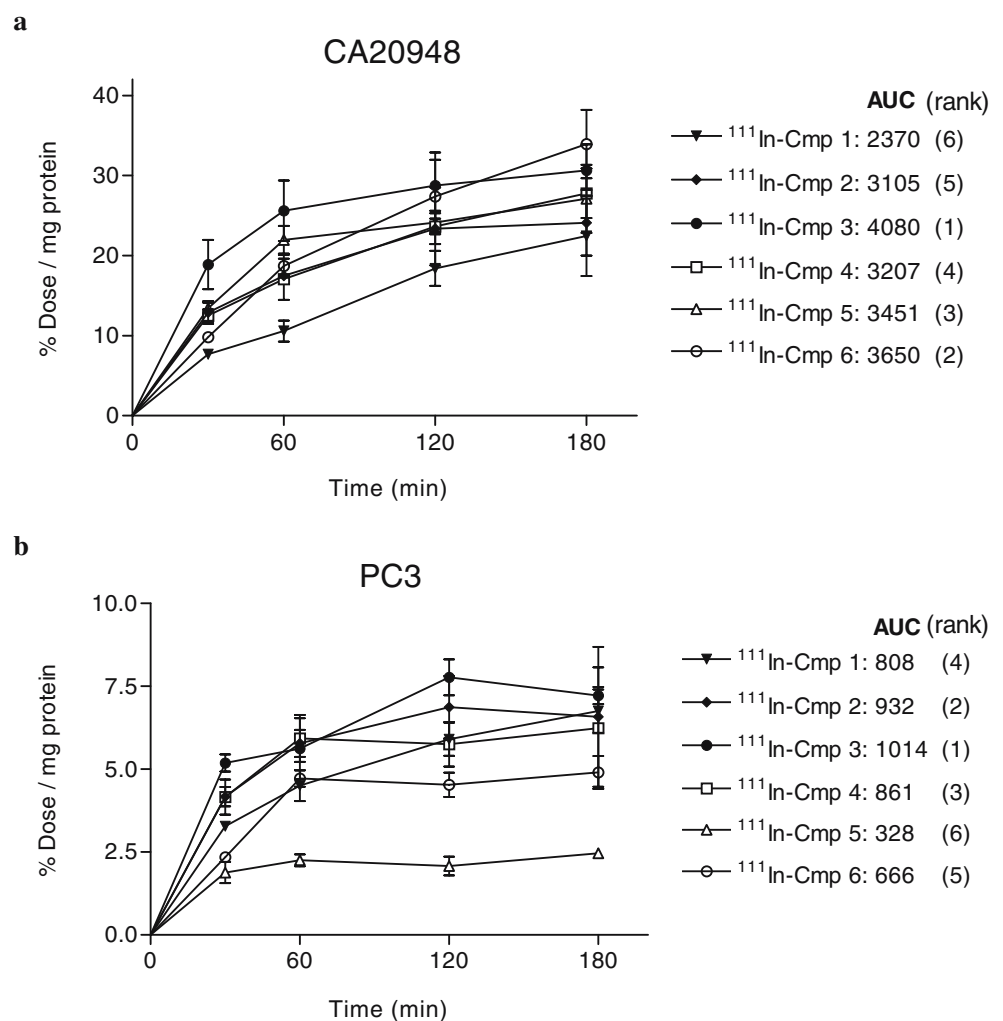 a
CA20948
% Dose / mg protein
40
30
20
10
0
0 60 120 180
Time (min)
AUC (rank)
¹¹¹In-Cmp 1: 2370 (6)
¹¹¹In-Cmp 2: 3105 (5)
¹¹¹In-Cmp 3: 4080 (1)
¹¹¹In-Cmp 4: 3207 (4)
¹¹¹In-Cmp 5: 3451 (3)
¹¹¹In-Cmp 6: 3650 (2)
b
PC3
% Dose / mg protein
10.0
7.5
5.0
2.5
0.0
0 60 120 180
Time (min)
AUC (rank)
¹¹¹In-Cmp 1: 808 (4)
¹¹¹In-Cmp 2: 932 (2)
¹¹¹In-Cmp 3: 1014 (1)
¹¹¹In-Cmp 4: 861 (3)
¹¹¹In-Cmp 5: 328 (6)
¹¹¹In-Cmp 6: 666 (5)